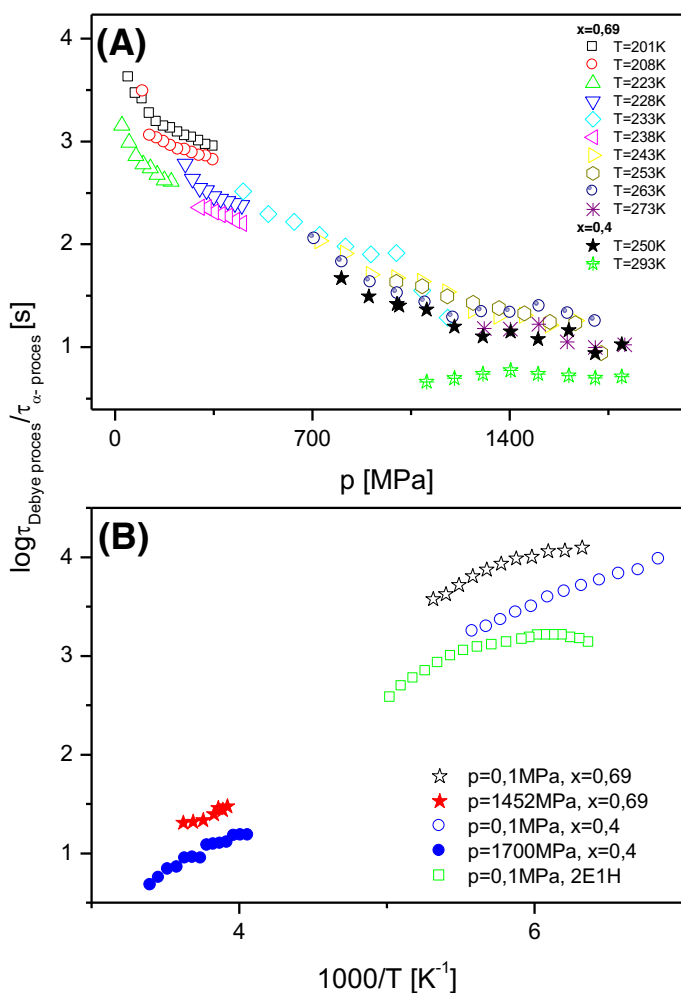 (A)
x=0,69
T=201K
T=208K
T=223K
T=228K
T=233K
T=238K
T=243K
T=253K
T=263K
T=273K
x=0,4
T=250K
T=293K
4
3
2
1
0
700
1400
p [MPa]
logτDebye proces/τα- proces [s]
(B)
4
3
2
1
p=0,1MPa, x=0,69
p=1452MPa, x=0,69
p=0,1MPa, x=0,4
p=1700MPa, x=0,4
p=0,1MPa, 2E1H
4
6
1000/T [K⁻¹]